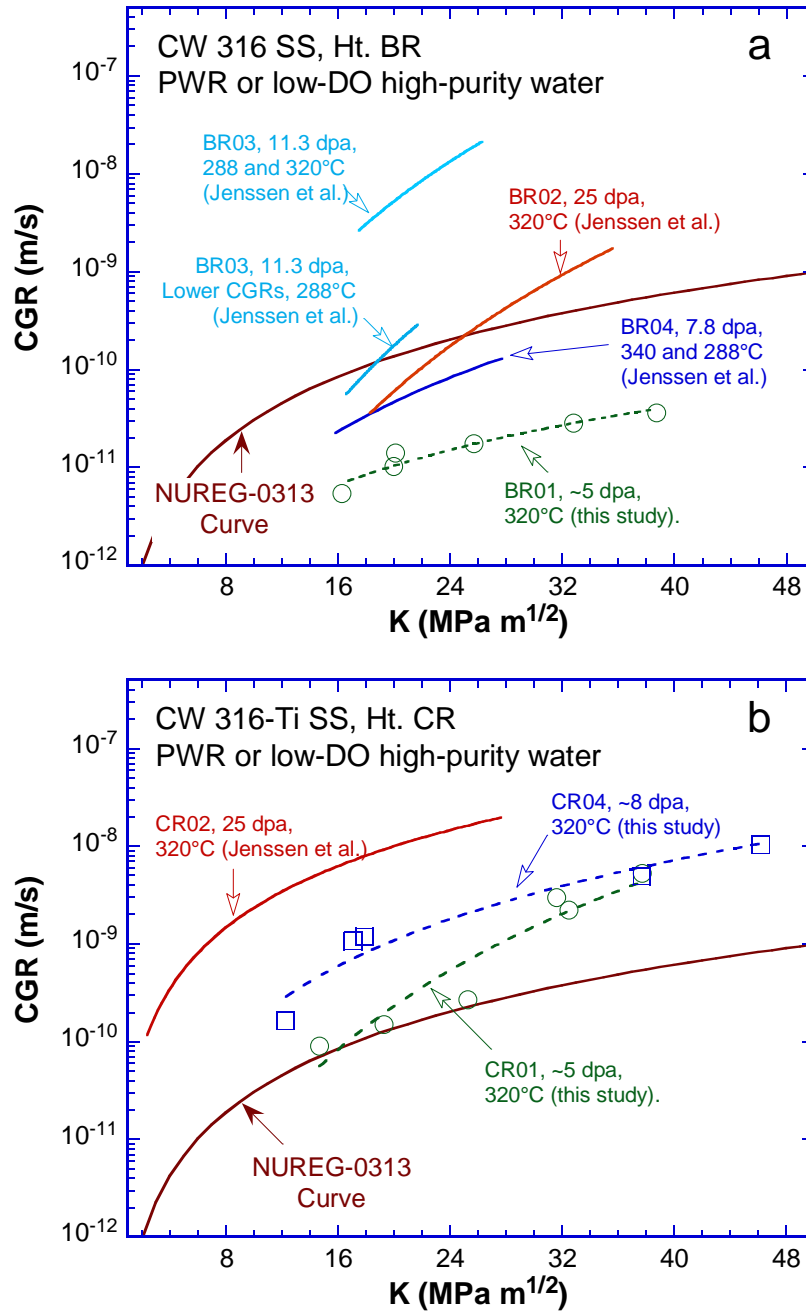 CW 316 SS, Ht. BR
PWR or low-DO high-purity water
a
BR03, 11.3 dpa,
288 and 320°C
(Jenssen et al.)
BR02, 25 dpa,
320°C (Jenssen et al.)
BR03, 11.3 dpa,
Lower CGRs, 288°C
(Jenssen et al.)
BR04, 7.8 dpa,
340 and 288°C
(Jenssen et al.)
NUREG-0313
Curve
BR01, ~5 dpa,
320°C (this study).
CGR (m/s)
10-7
10-8
10-9
10-10
10-11
10-12
8 16 24 32 40 48
K (MPa m1/2)
CW 316-Ti SS, Ht. CR
PWR or low-DO high-purity water
b
CR02, 25 dpa,
320°C (Jenssen et al.)
CR04, ~8 dpa,
320°C (this study)
CR01, ~5 dpa,
320°C (this study).
NUREG-0313
Curve
CGR (m/s)
10-7
10-8
10-9
10-10
10-11
10-12
8 16 24 32 40 48
K (MPa m1/2)